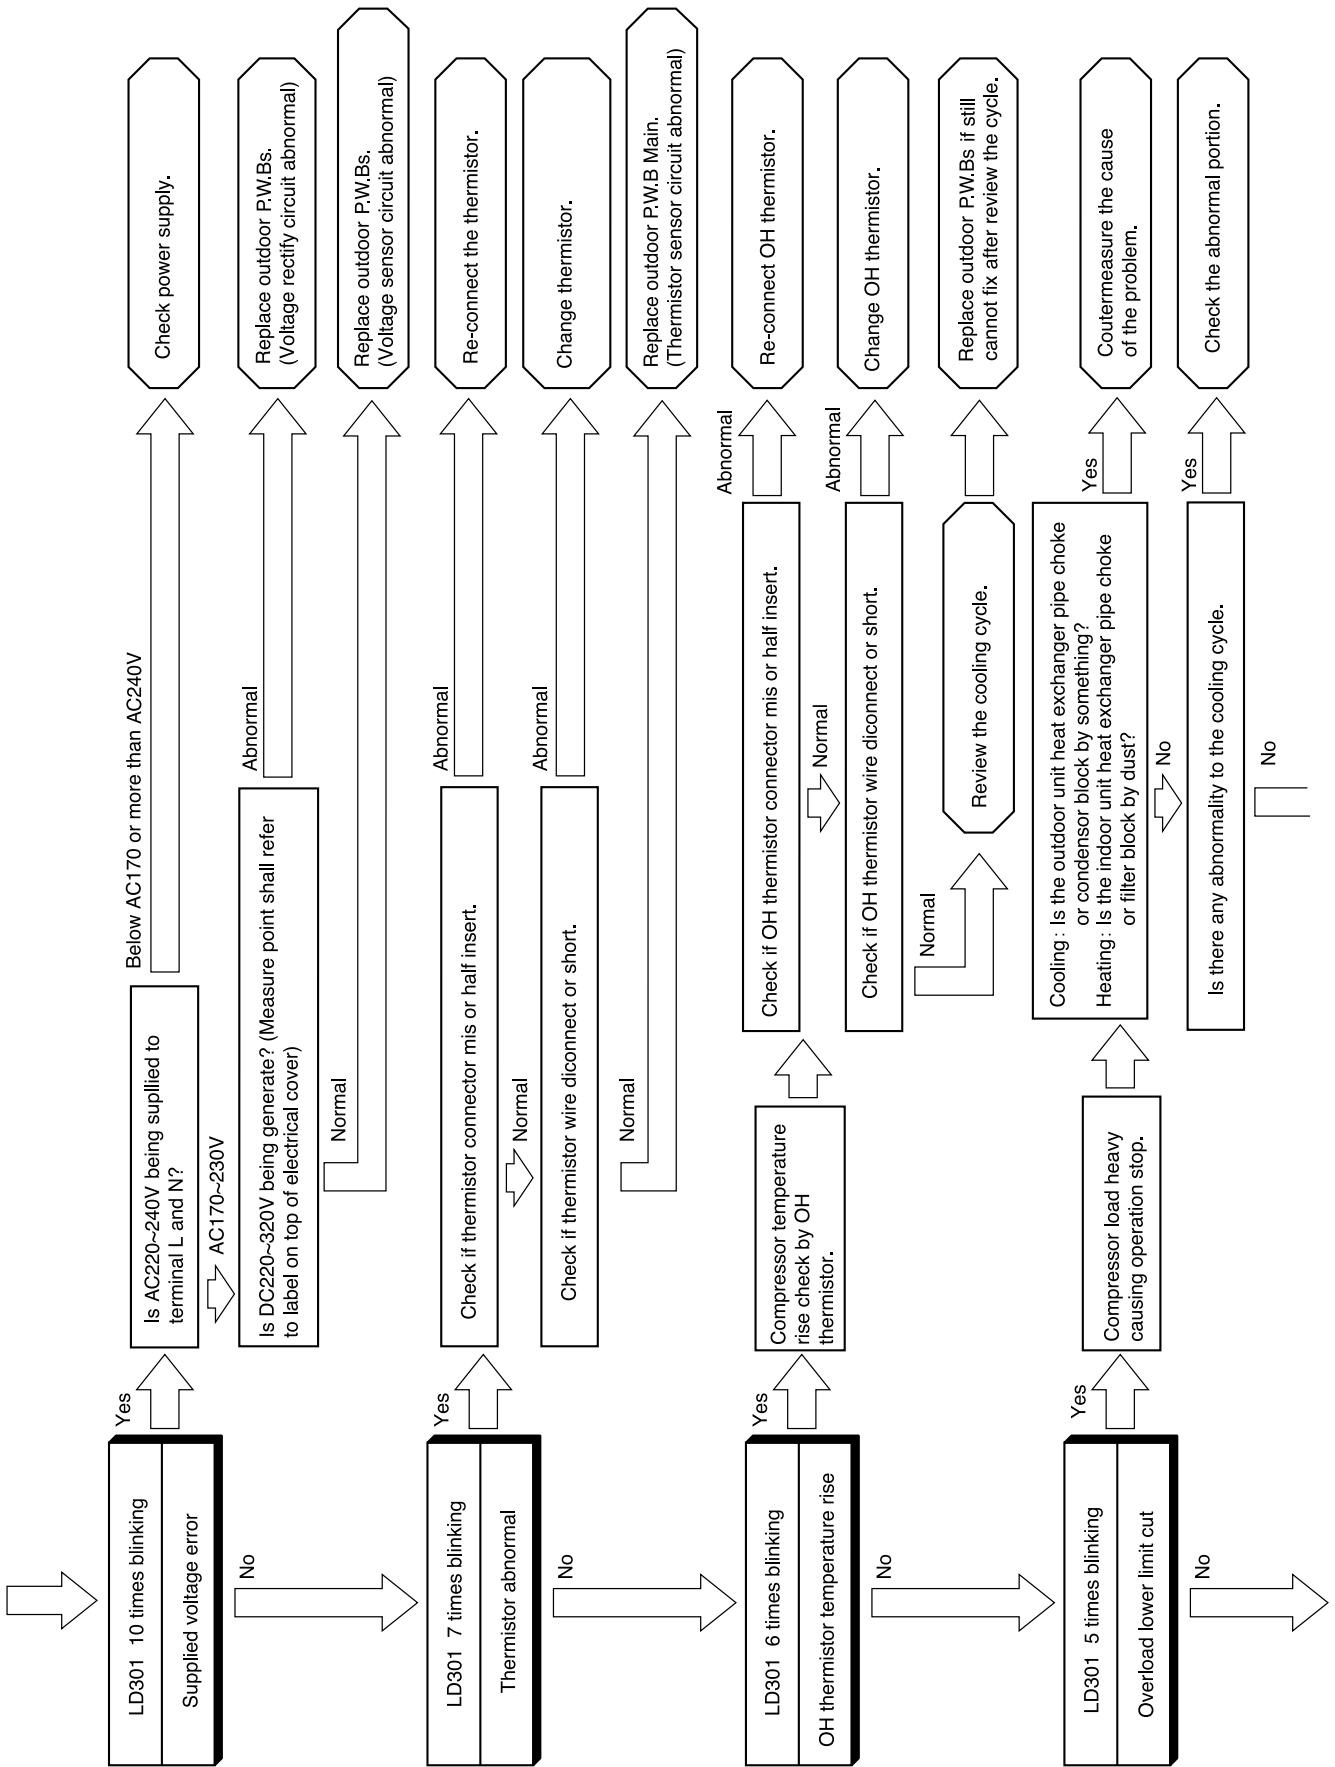 LD301 10 times blinking
Supplied voltage error
Yes
Is AC220~240V being supllied to
terminal L and N?
Below AC170 or more than AC240V
Check power supply.
AC170~230V
Is DC220~320V being generate? (Measure point shall refer
to label on top of electrical cover)
Abnormal
Replace outdoor P.W.Bs.
(Voltage rectify circuit abnormal)
Normal
Replace outdoor P.W.Bs.
(Voltage sensor circuit abnormal)
No
LD301 7 times blinking
Thermistor abnormal
Yes
Check if thermistor connector mis or half insert.
Abnormal
Re-connect the thermistor.
Normal
Check if thermistor wire diconnect or short.
Abnormal
Change thermistor.
Normal
Replace outdoor P.W.B Main.
(Thermistor sensor circuit abnormal)
No
LD301 6 times blinking
OH thermistor temperature rise
Yes
Compressor temperature
rise check by OH
thermistor.
Check if OH thermistor connector mis or half insert.
Abnormal
Re-connect OH thermistor.
Normal
Check if OH thermistor wire diconnect or short.
Abnormal
Change OH thermistor.
Normal
Review the cooling cycle.
Replace outdoor P.W.Bs if still
cannot fix after review the cycle.
No
LD301 5 times blinking
Overload lower limit cut
Yes
Compressor load heavy
causing operation stop.
Cooling : Is the outdoor unit heat exchanger pipe choke
or condensor block by something?
Heating : Is the indoor unit heat exchanger pipe choke
or filter block by dust?
Yes
Coutermeasure the cause
of the problem.
No
Is there any abnormality to the cooling cycle.
Yes
Check the abnormal portion.
No
No